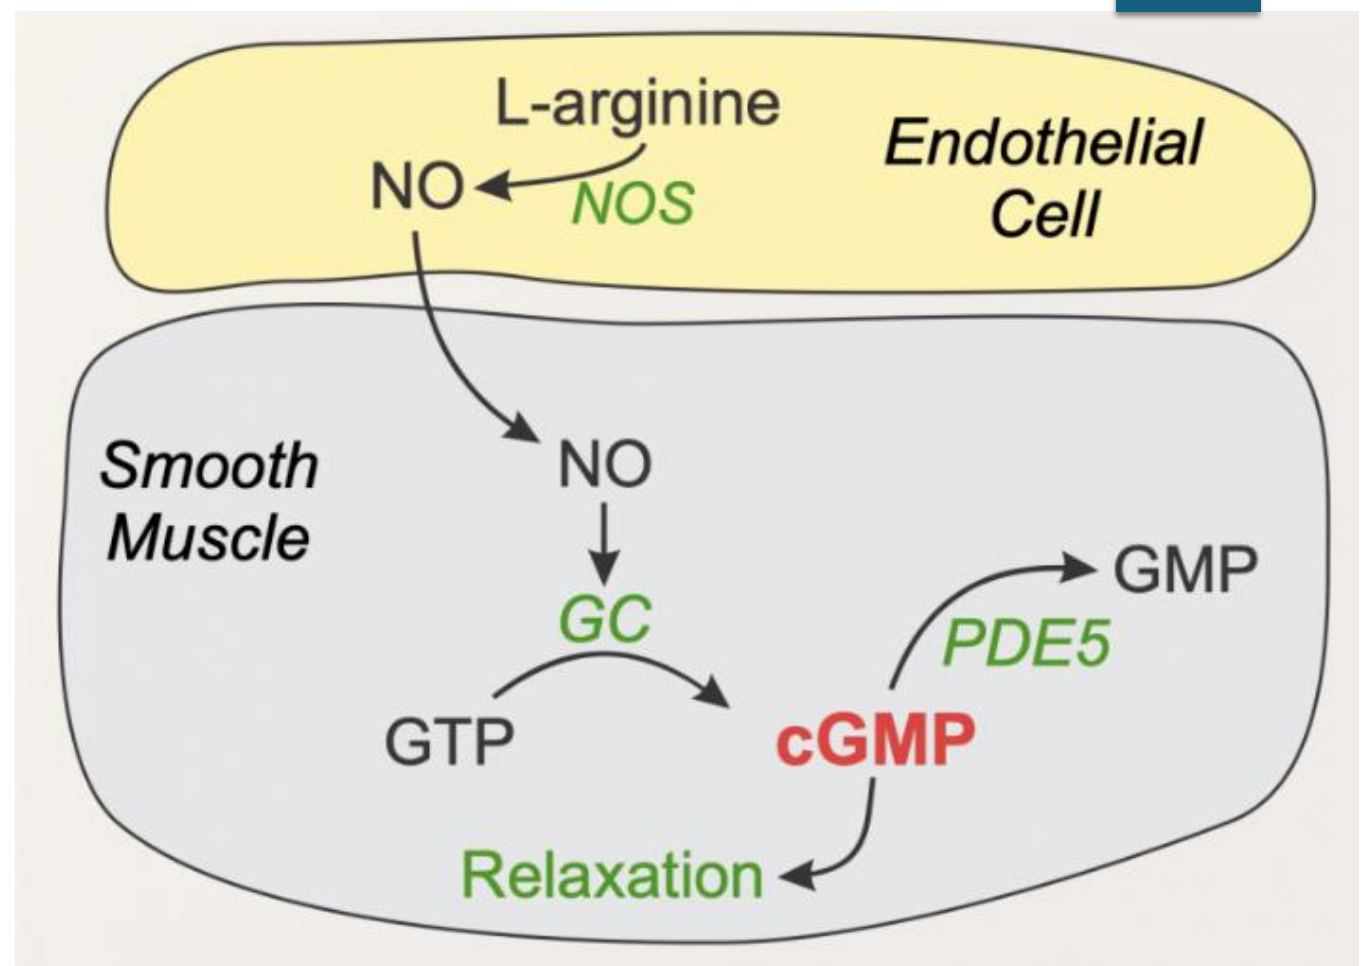 L-arginine
Endothelial
Cell
NO
NOS
Smooth
Muscle
NO
GC
GMP
PDE5
GTP
cGMP
Relaxation